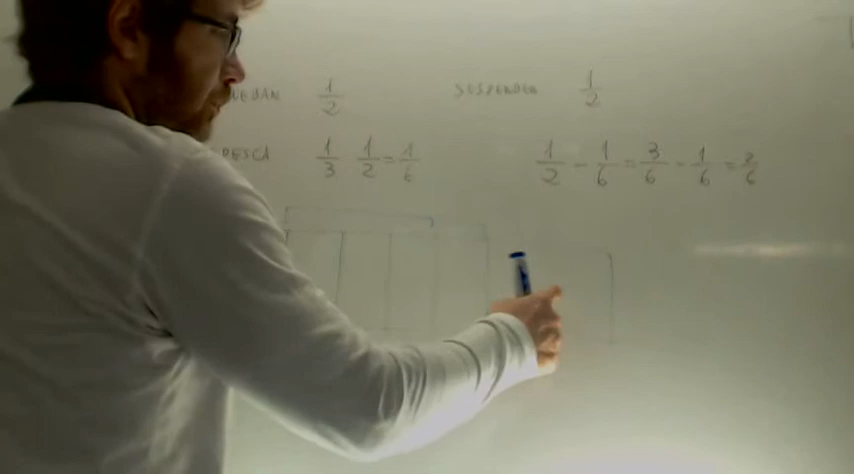 1/2 SUSPENDEN 1/2
1/3 1/2 = 1/6 1/2 - 1/6 = 3/6 - 1/6 = 2/6